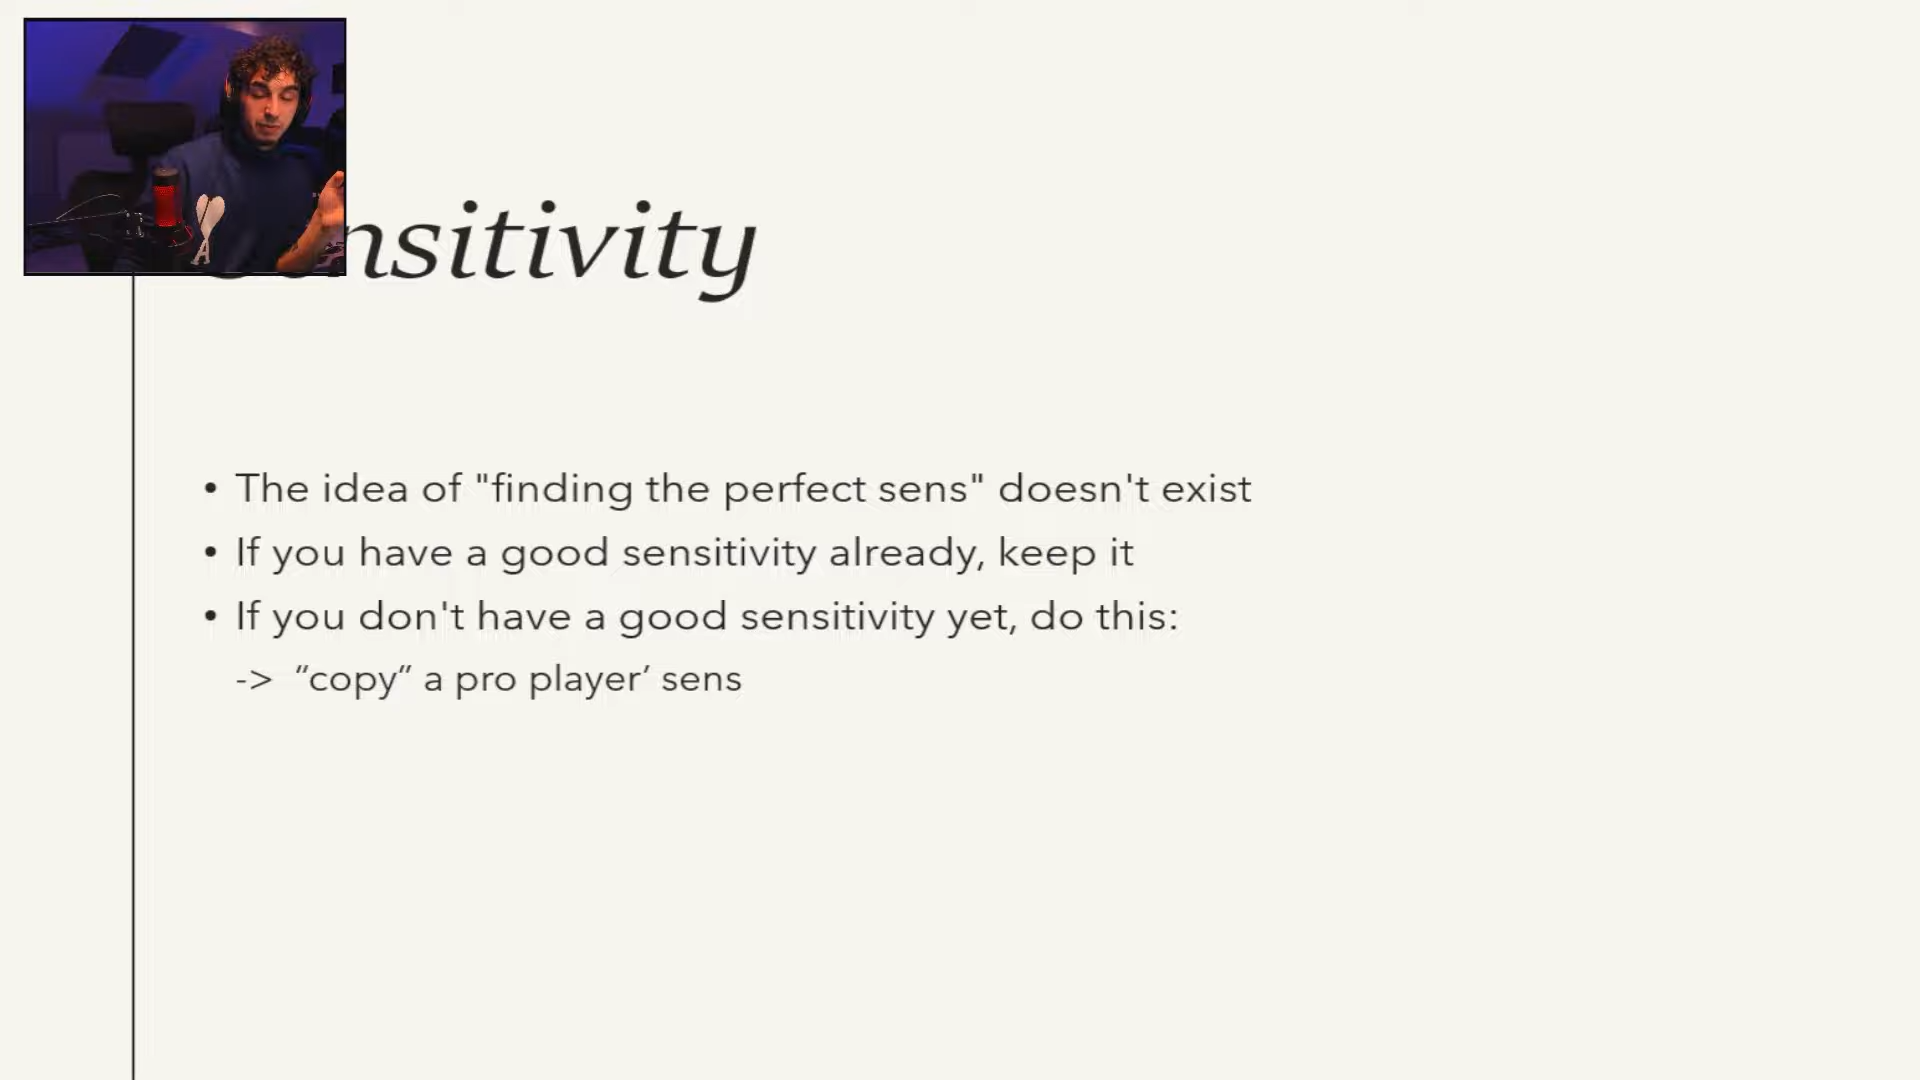 nsitivity
• The idea of "finding the perfect sens" doesn't exist
• If you have a good sensitivity already, keep it
• If you don't have a good sensitivity yet, do this:
-> “copy” a pro player’ sens